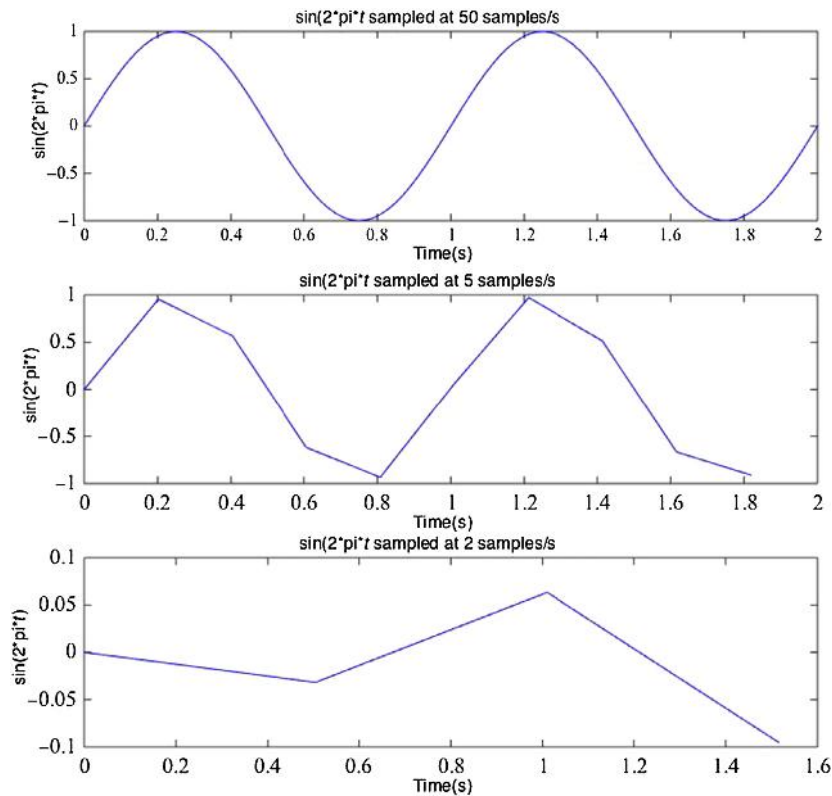 sin(2*pi*t sampled at 50 samples/s
1
0.5
0
−0.5
−1
sin(2*pi*t)
0 0.2 0.4 0.6 0.8 1 1.2 1.4 1.6 1.8 2
Time(s)
sin(2*pi*t sampled at 5 samples/s
1
0.5
0
−0.5
−1
sin(2*pi*t)
0 0.2 0.4 0.6 0.8 1 1.2 1.4 1.6 1.8 2
Time(s)
sin(2*pi*t sampled at 2 samples/s
0.1
0.05
0
−0.05
−0.1
sin(2*pi*t)
0 0.2 0.4 0.6 0.8 1 1.2 1.4 1.6
Time(s)